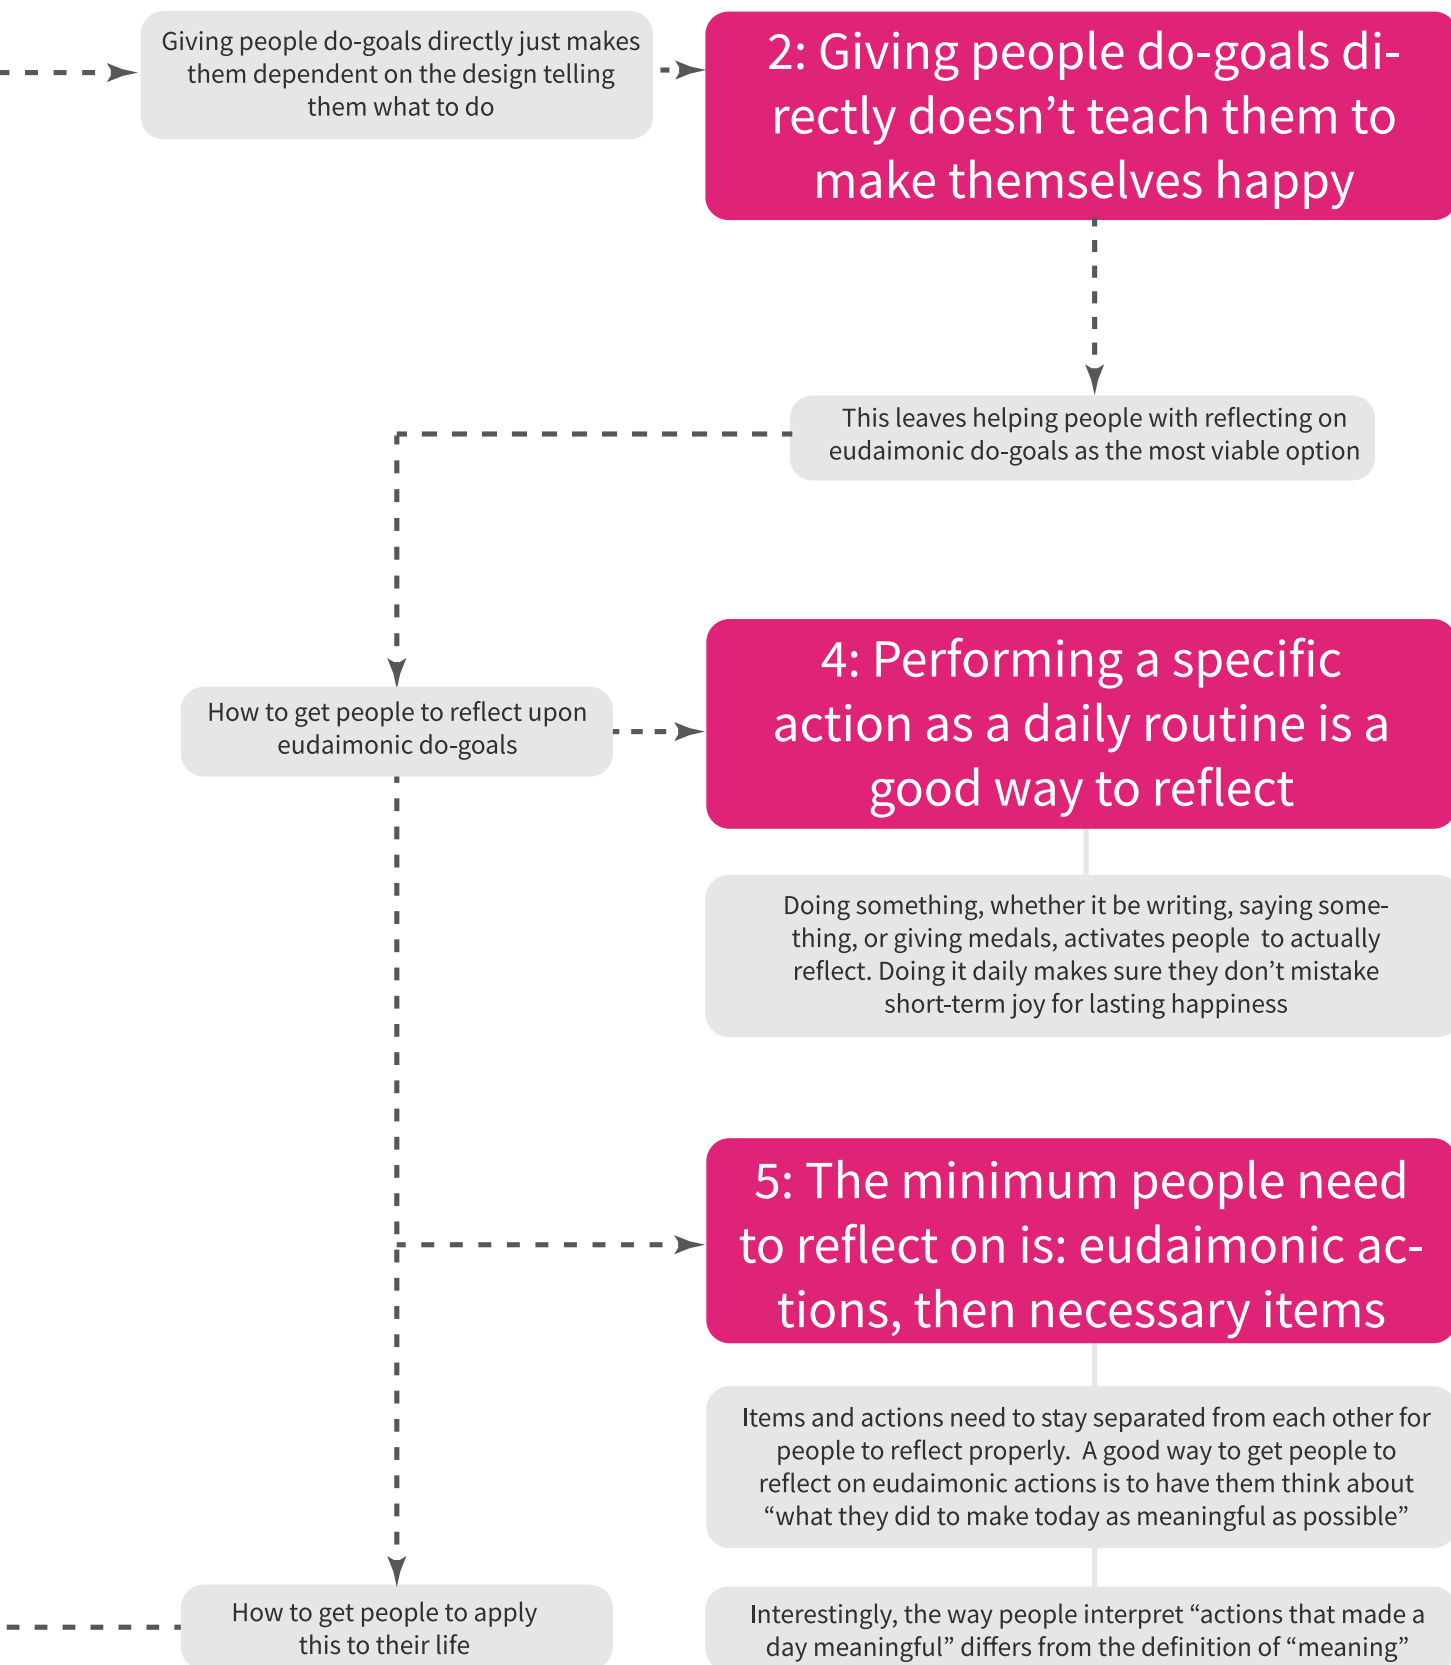 Giving people do-goals directly just makes
them dependent on the design telling
them what to do
2: Giving people do-goals di-
rectly doesn’t teach them to
make themselves happy
This leaves helping people with reflecting on
eudaimonic do-goals as the most viable option
How to get people to reflect upon
eudaimonic do-goals
4: Performing a specific
action as a daily routine is a
good way to reflect
Doing something, whether it be writing, saying some-
thing, or giving medals, activates people  to actually
reflect. Doing it daily makes sure they don’t mistake
short-term joy for lasting happiness
5: The minimum people need
to reflect on is: eudaimonic ac-
tions, then necessary items
Items and actions need to stay separated from each other for
people to reflect properly.  A good way to get people to
reflect on eudaimonic actions is to have them think about
“what they did to make today as meaningful as possible”
How to get people to apply
this to their life
Interestingly, the way people interpret “actions that made a
day meaningful” differs from the definition of “meaning”